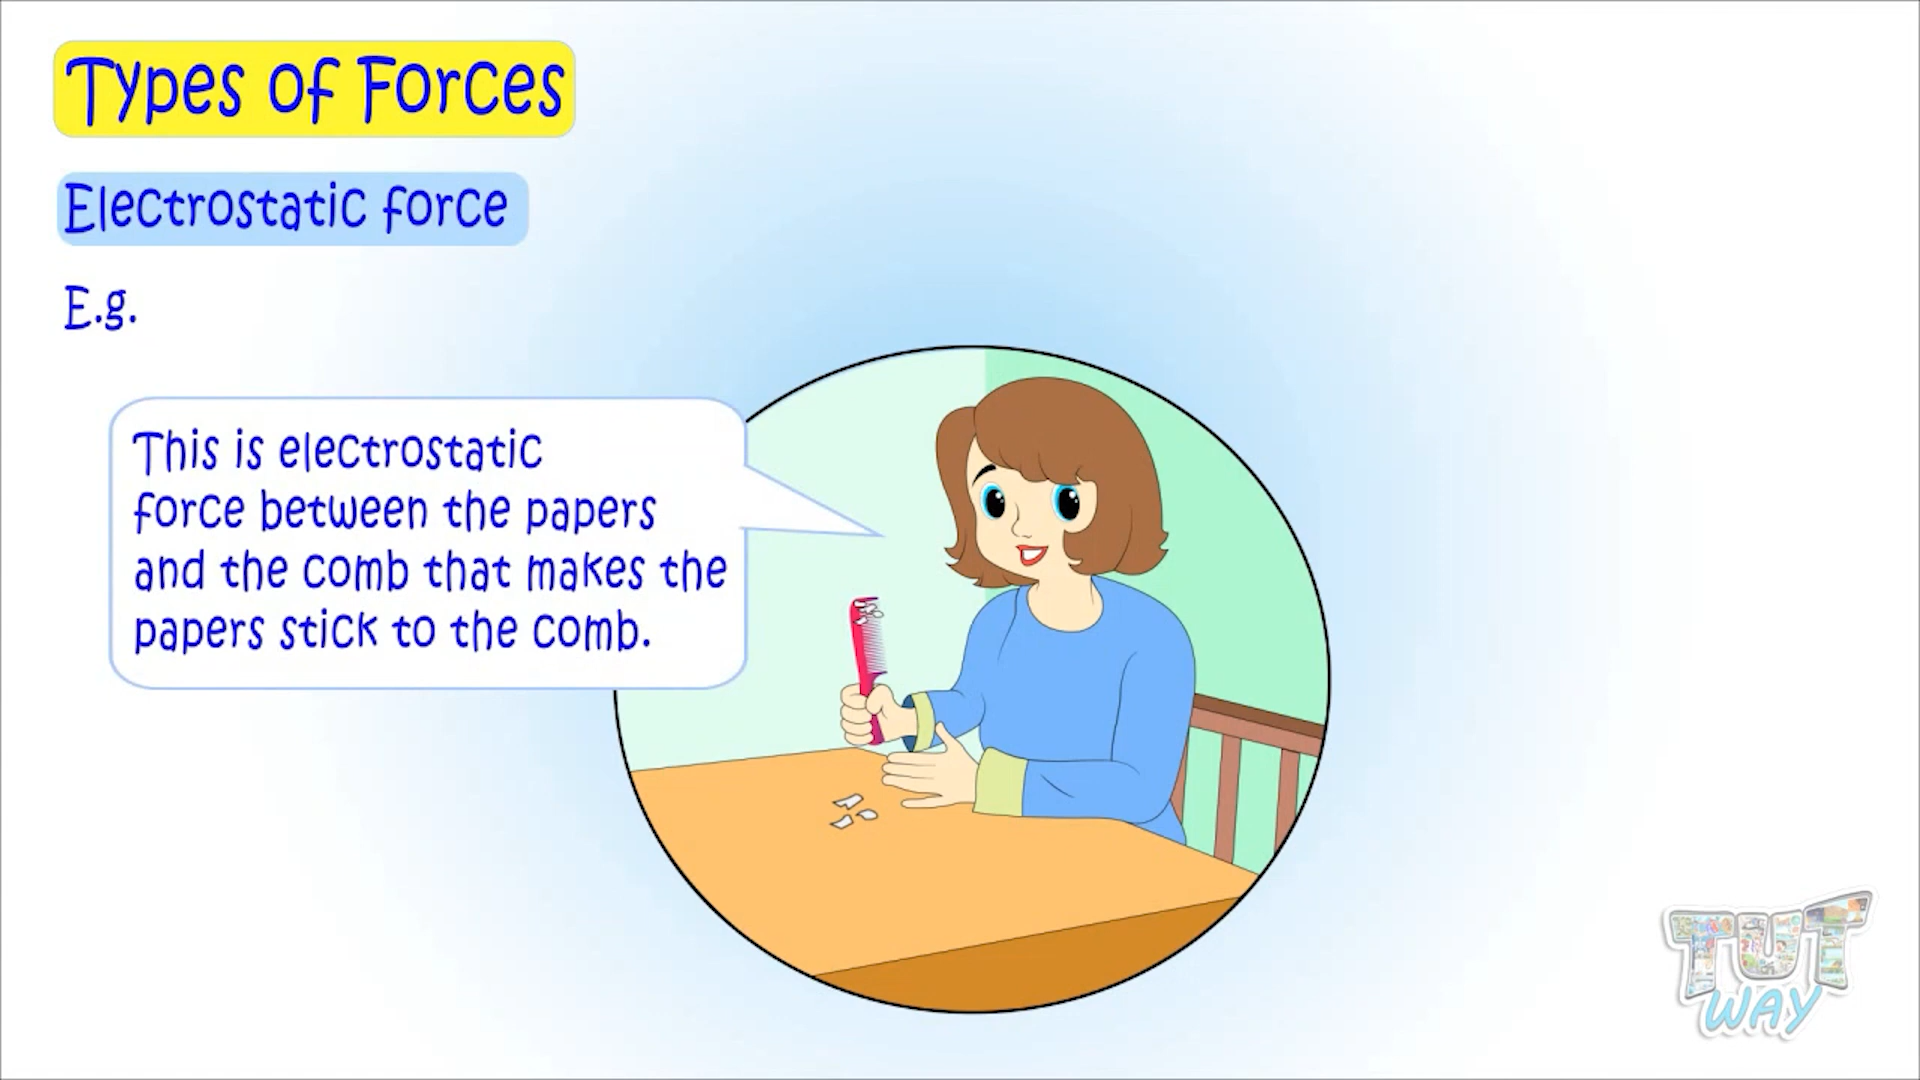 Types of Forces
Electrostatic force
E.g.
This is electrostatic
force between the papers
and the comb that makes the
papers stick to the comb.
TUT
WAY